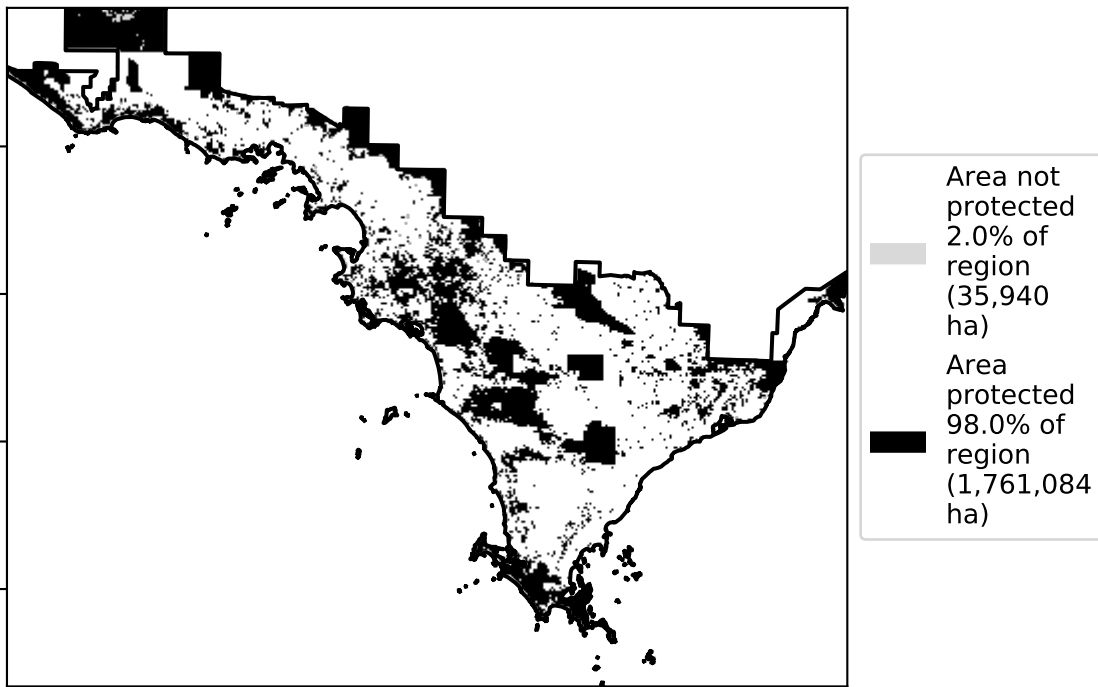 Area not
protected
2.0% of
region
(35,940
ha)
Area
protected
98.0% of
region
(1,761,084
ha)